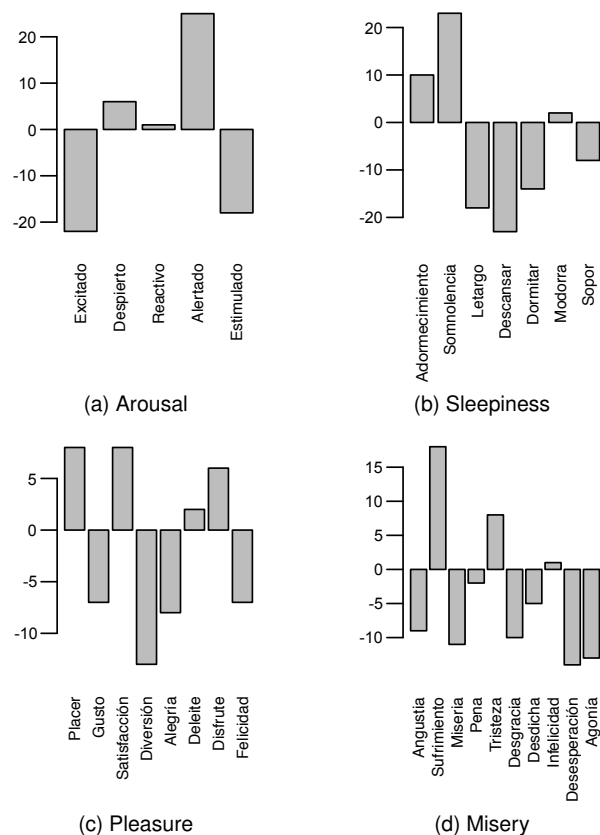 20
10
0
-10
-20
Excitado
Despierto
Reactivo
Alertado
Estimulado
(a) Arousal
20
10
0
-10
-20
Adormecimiento
Somnolencia
Letargo
Descansar
Dormitar
Modorra
Sopor
(b) Sleepiness
5
0
-5
-10
Placer
Gusto
Satisfacción
Diversión
Alegría
Deleite
Disfrute
Felicidad
(c) Pleasure
15
10
5
0
-5
-10
Angustia
Sufrimiento
Miseria
Pena
Tristeza
Desgracia
Desdicha
Infelicidad
Desesperación
Agonía
(d) Misery